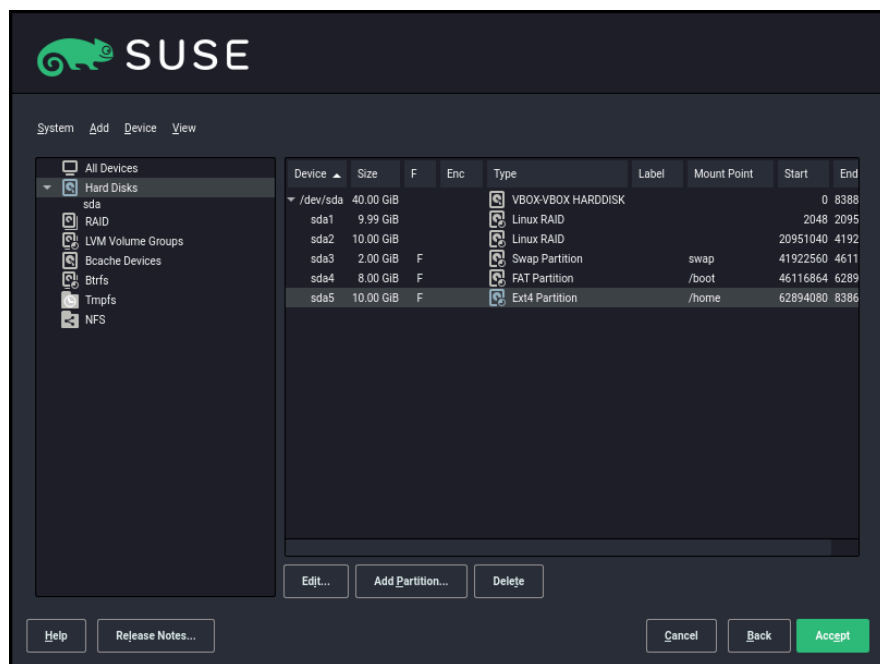 SUSE
System Add Device View
All Devices
Hard Disks
sda
RAID
LVM Volume Groups
Bcache Devices
Btrfs
Tmpfs
NFS
Device Size F Enc Type Label Mount Point Start End
/dev/sda 40.00 GiB VBOX-VBOX HARDDISK 0 8388
sda1 9.99 GiB Linux RAID 2048 2095
sda2 10.00 GiB Linux RAID 20951040 4192
sda3 2.00 GiB F Swap Partition swap 41922560 4611
sda4 8.00 GiB F FAT Partition /boot 46116864 6289
sda5 10.00 GiB F Ext4 Partition /home 62894080 8386
Edit... Add Partition... Delete
Help Release Notes... Cancel Back Accept